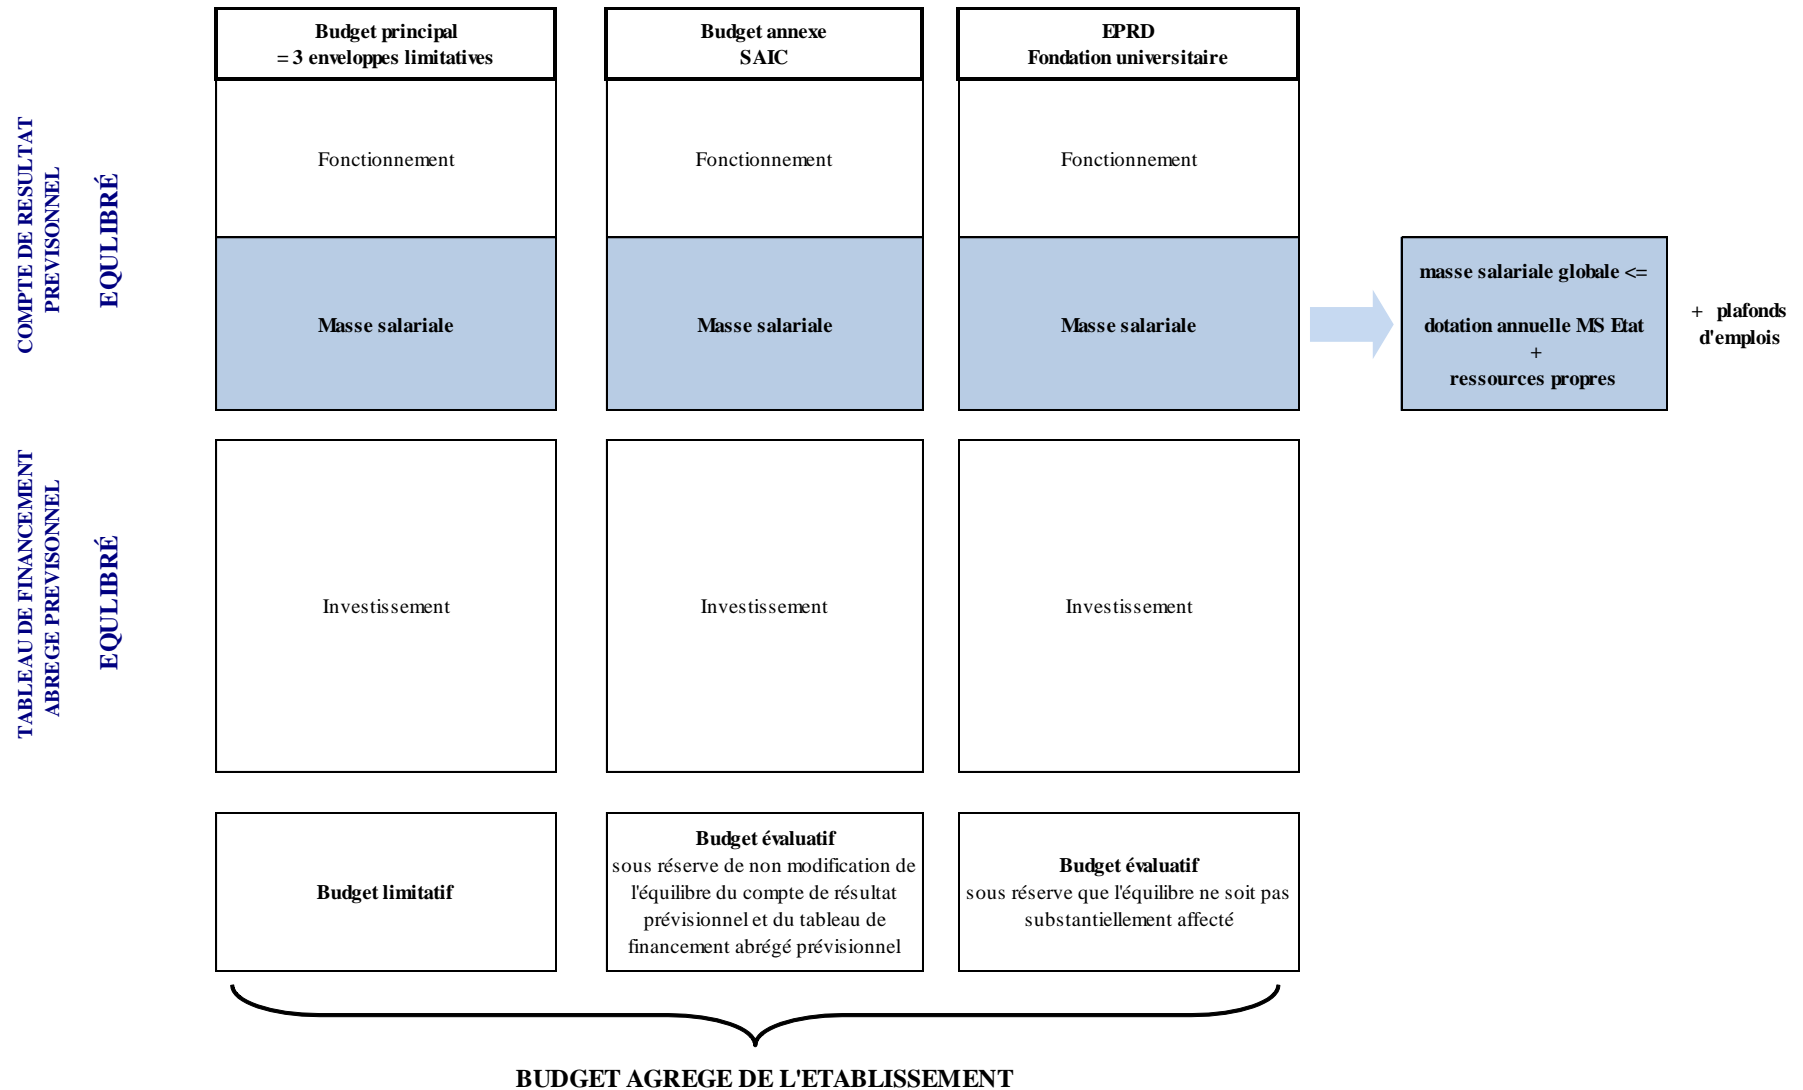 Budget principal
= 3 enveloppes limitatives
Budget annexe
SAIC
EPRD
Fondation universitaire
COMPTE DE RESULTAT
PREVISONNEL
EQULIBRÉ
Fonctionnement
Fonctionnement
Fonctionnement
Masse salariale
Masse salariale
Masse salariale
masse salariale globale <=
dotation annuelle MS Etat
+
ressources propres
+ plafonds
d'emplois
TABLEAU DE FINANCEMENT
ABREGE PREVISONNEL
EQULIBRÉ
Investissement
Investissement
Investissement
Budget limitatif
Budget évaluatif
sous réserve de non modification de
l'équilibre du compte de résultat
prévisionnel et du tableau de
financement abrégé prévisionnel
Budget évaluatif
sous réserve que l'équilibre ne soit pas
substantiellement affecté
BUDGET AGREGE DE L'ETABLISSEMENT